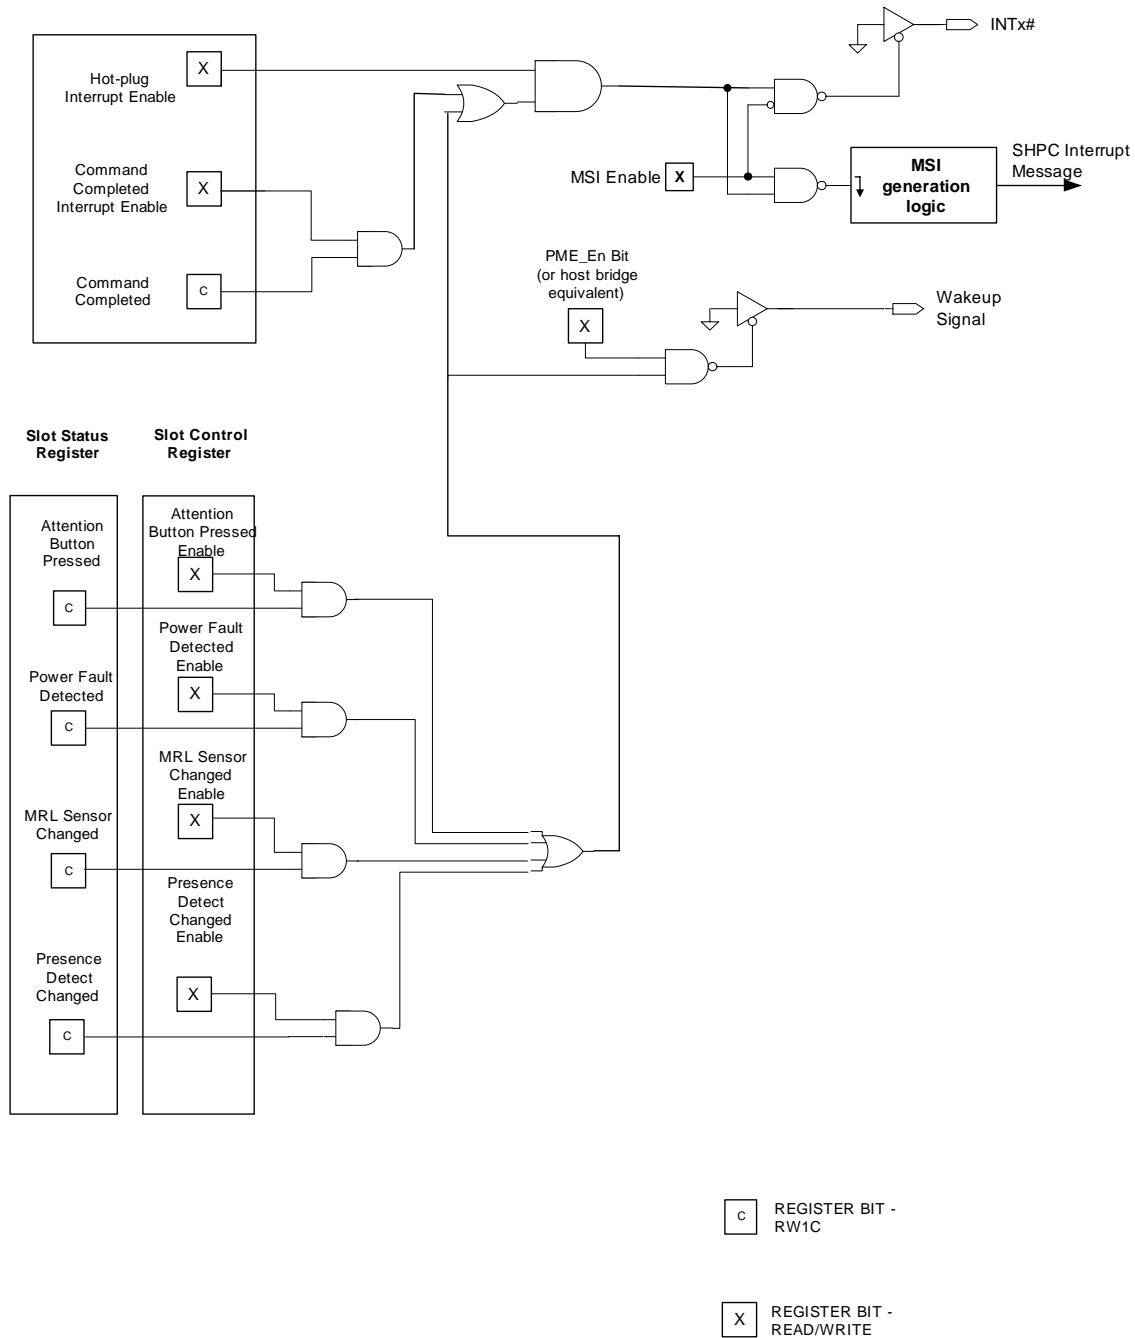 INTx#
Hot-plug
Interrupt Enable
X
Command
Completed
Interrupt Enable
X
Command
Completed
C
MSI Enable
X
MSI
generation
logic
SHPC Interrupt
Message
PME_En Bit
(or host bridge
equivalent)
X
Wakeup
Signal
Slot Status
Register
Slot Control
Register
Attention
Button
Pressed
C
Attention
Button Pressed
Enable
X
Power Fault
Detected
C
Power Fault
Detected
Enable
X
MRL Sensor
Changed
C
MRL Sensor
Changed
Enable
X
Presence
Detect
Changed
C
Presence
Detect
Changed
Enable
X
C
REGISTER BIT -
RW1C
X
REGISTER BIT -
READ/WRITE